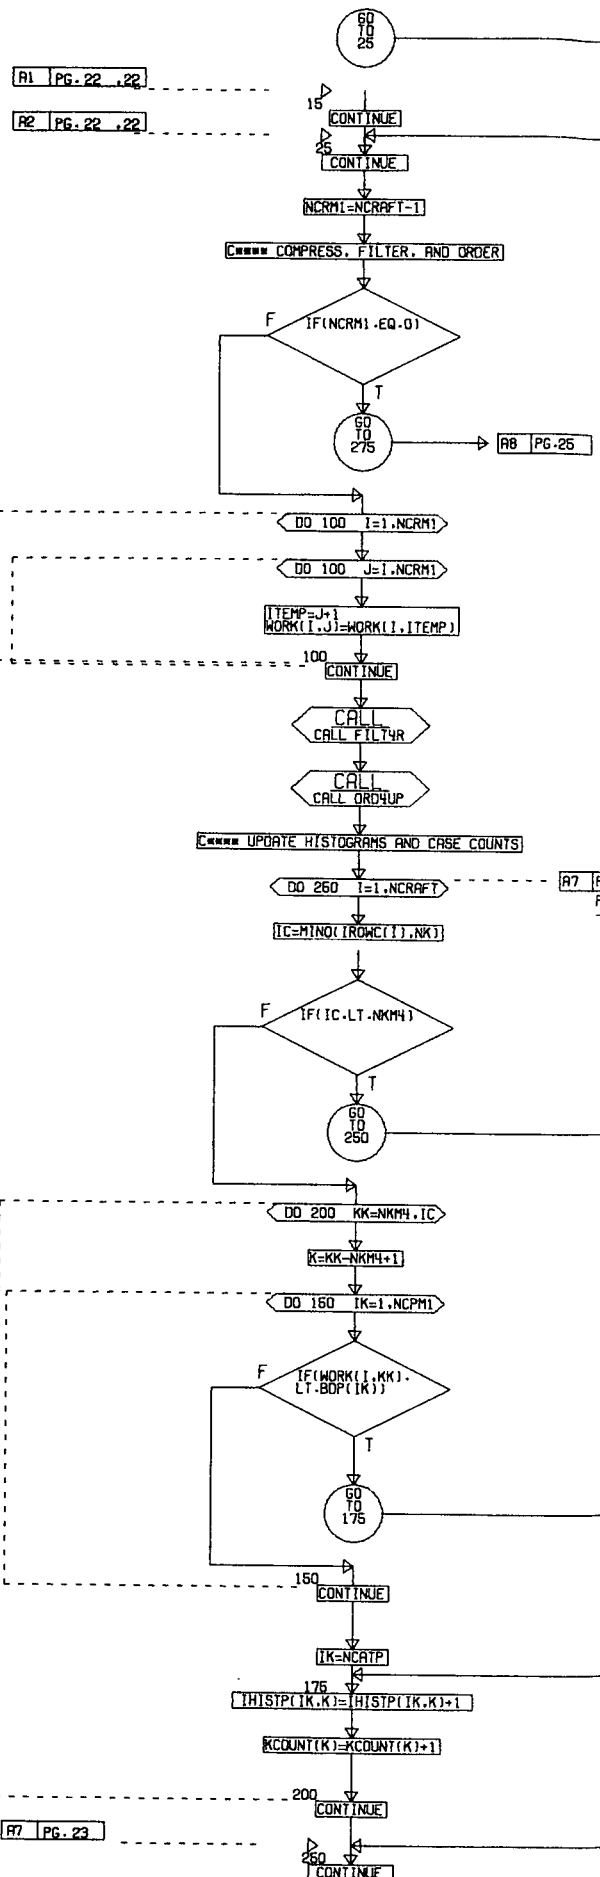 GO
TO
25
A1 PG.22 .22
15
CONTINUE
A2 PG.22 .22
25
CONTINUE
NCRM1=NCRAFT-1
C**** COMPRESS, FILTER, AND ORDER
IF(NCRM1.EQ.0)
F
T
GO
TO
275
A8 PG.25
DO 100 I=1,NCRM1
DO 100 J=I,NCRM1
ITEMP=J+1
WORK(I,J)=WORK(I,ITEMP)
100
CONTINUE
CALL
CALL FILT4R
CALL
CALL ORD4UP
C**** UPDATE HISTOGRAMS AND CASE COUNTS
DO 250 I=1,NCRAFT
A7
IC=MINO(IROWC(I),NK)
IF(IC.LT.NKM4)
F
T
GO
TO
250
DO 200 KK=NKM4,IC
K=KK-NKM4+1
DO 150 IK=1,NCPM1
IF(WORK(I,KK).
LT.BDP(IK))
F
T
GO
TO
175
150
CONTINUE
IK=NCATP
175
IHISTP(IK,K)=IHISTP(IK,K)+1
KCOUNT(K)=KCOUNT(K)+1
200
CONTINUE
A7 PG.23
250
CONTINUE